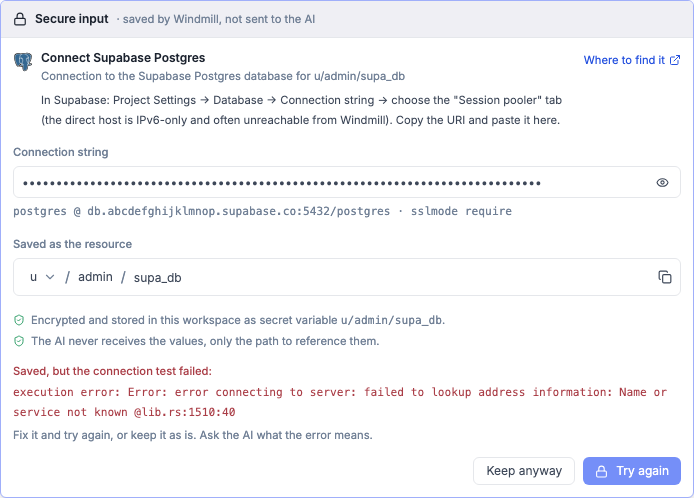 Secure input · saved by Windmill, not sent to the AI
Connect Supabase Postgres
Where to find it
Connection to the Supabase Postgres database for u/admin/supa_db
In Supabase: Project Settings → Database → Connection string → choose the "Session pooler" tab
(the direct host is IPv6-only and often unreachable from Windmill). Copy the URI and paste it here.
Connection string
postgres @ db.abcdefghijklmnop.supabase.co:5432/postgres · sslmode require
Saved as the resource
u / admin / supa_db
Encrypted and stored in this workspace as secret variable u/admin/supa_db.
The AI never receives the values, only the path to reference them.
Saved, but the connection test failed:
execution error: Error: error connecting to server: failed to lookup address information: Name or
service not known @lib.rs:1510:40
Fix it and try again, or keep it as is. Ask the AI what the error means.
Keep anyway
Try again